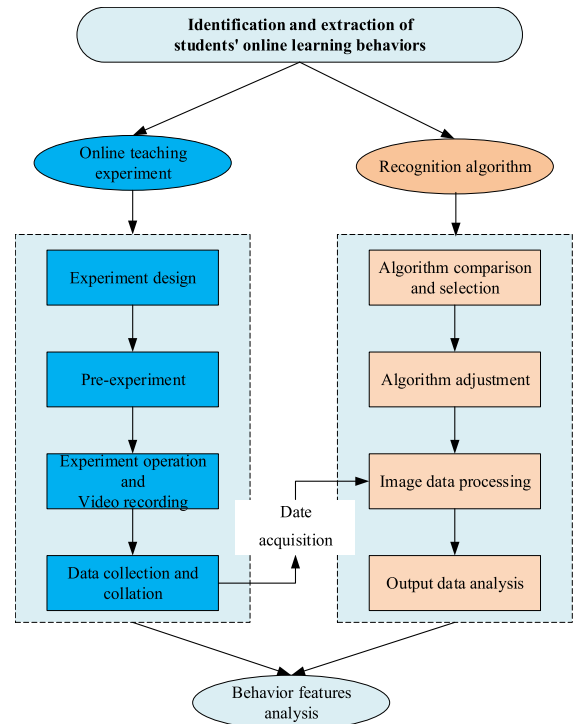 Identification and extraction of
students' online learning behaviors
Online teaching
experiment
Recognition algorithm
Experiment design
Pre-experiment
Experiment operation
and
Video recording
Data collection and
collation
Date
acquisition
Algorithm comparison
and selection
Algorithm adjustment
Image data processing
Output data analysis
Behavior features
analysis